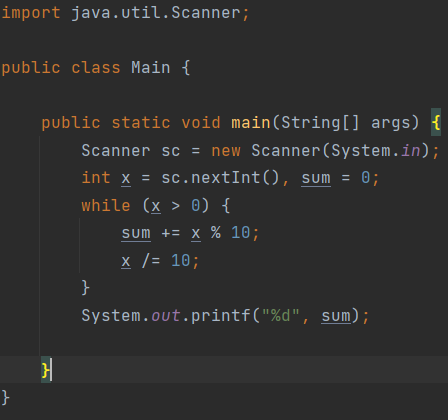 import java.util.Scanner;
public class Main {
public static void main(String[] args) {
Scanner sc = new Scanner(System.in);
int x = sc.nextInt(), sum = 0;
while (x > 0) {
sum += x % 10;
x /= 10;
}
System.out.printf("%d", sum);
}
}